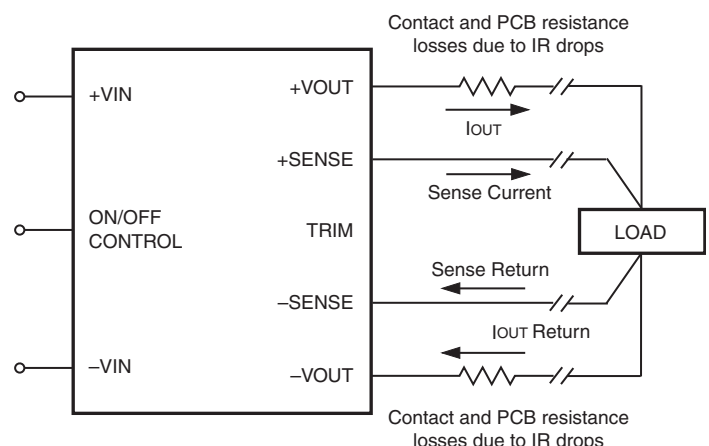 Contact and PCB resistance
losses due to IR drops
+VOUT
+VIN
IOUT
+SENSE
Sense Current
ON/OFF
CONTROL
TRIM
LOAD
Sense Return
–SENSE
IOUT Return
–VIN
–VOUT
Contact and PCB resistance
losses due to IR drops